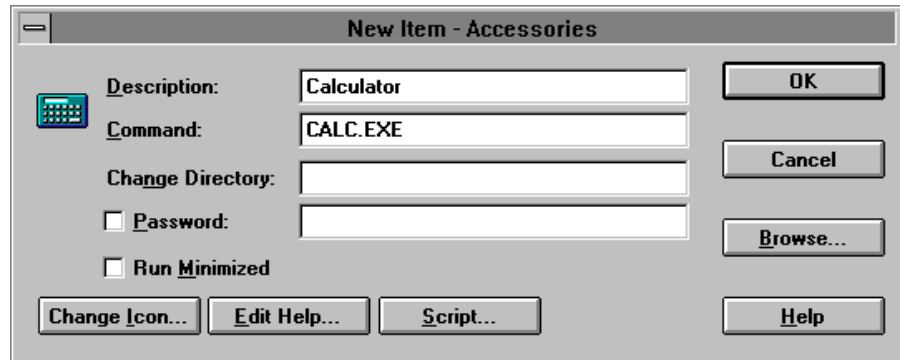 New Item - Accessories
Description: Calculator
Command: CALC.EXE
Change Directory:
Password:
Run Minimized
OK
Cancel
Browse...
Change Icon... Edit Help... Script... Help